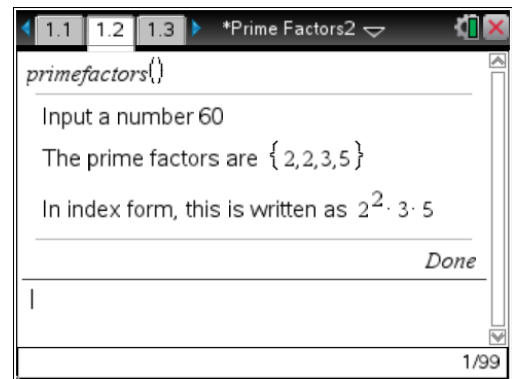 1.1 1.2 1.3 *Prime Factors2
primefactors()
Input a number 60
The prime factors are {2,2,3,5}
In index form, this is written as 2²· 3· 5
Done
1/99